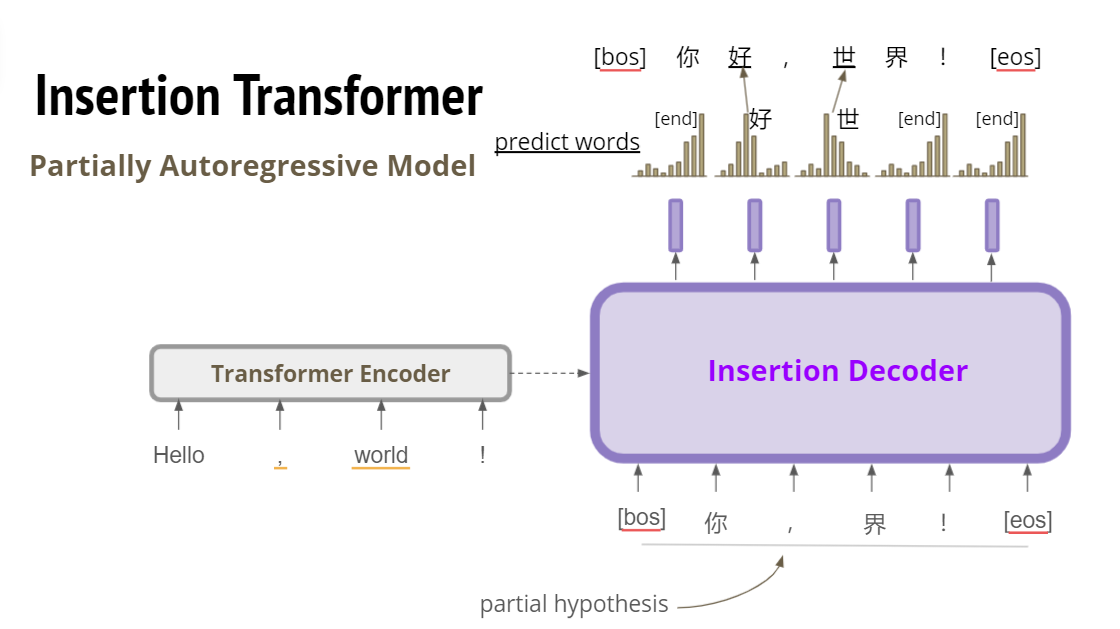 Insertion Transformer
Partially Autoregressive Model
[bos] 你 好 , 世 界 ! [eos]
predict words
[end] 好 世 [end] [end]
Insertion Decoder
Transformer Encoder
Hello , world !
[bos] 你 , 界 ! [eos]
partial hypothesis